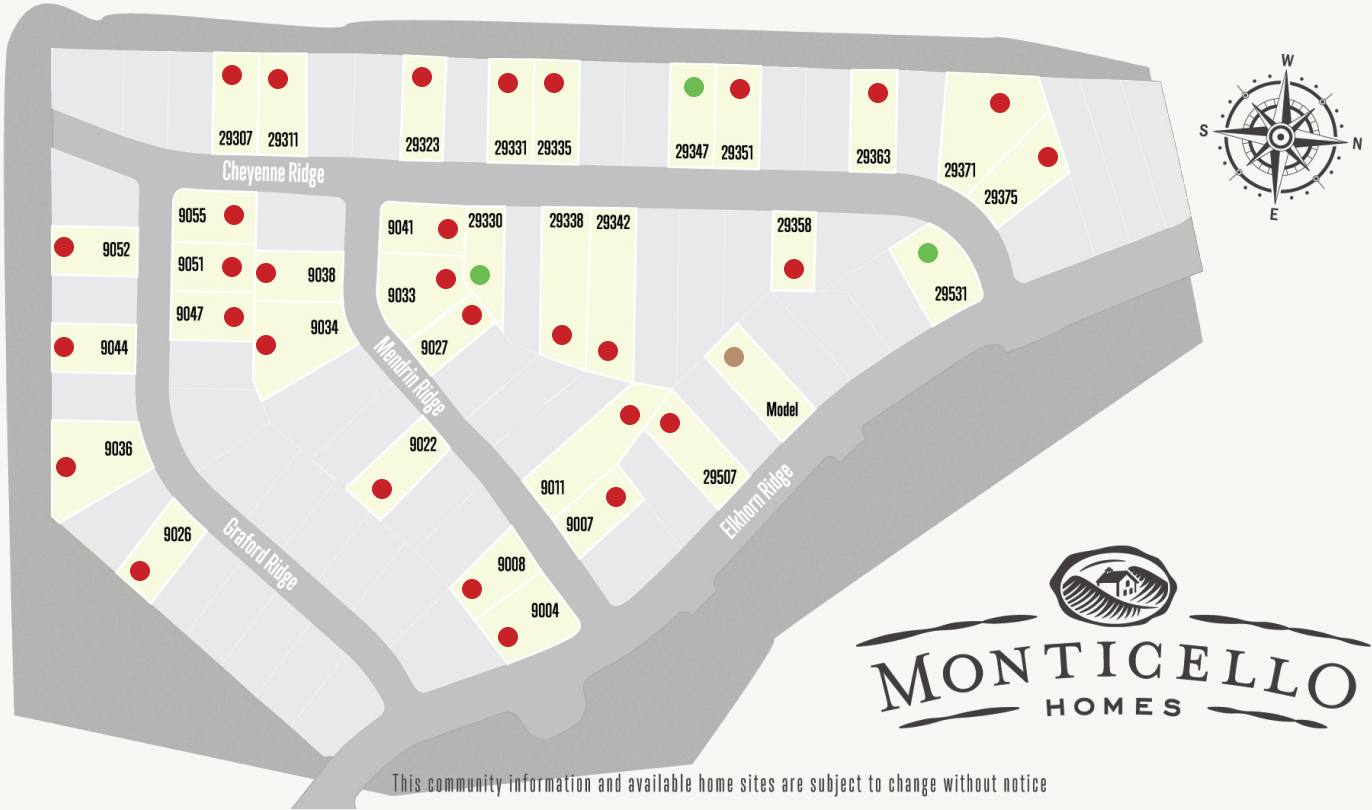 W
S
N
E
29307
29311
29323
29331
29335
29347
29351
29363
29371
29375
Cheyenne Ridge
9055
9052
9051
9038
9047
9034
9044
9036
9026
9041
29330
9033
9027
29338
29342
29358
29531
Mendrin Ridge
Model
9022
9011
29507
9007
Elkhorn Ridge
Graford Ridge
9008
9004
MONTICELLO
HOMES
This community information and available home sites are subject to change without notice